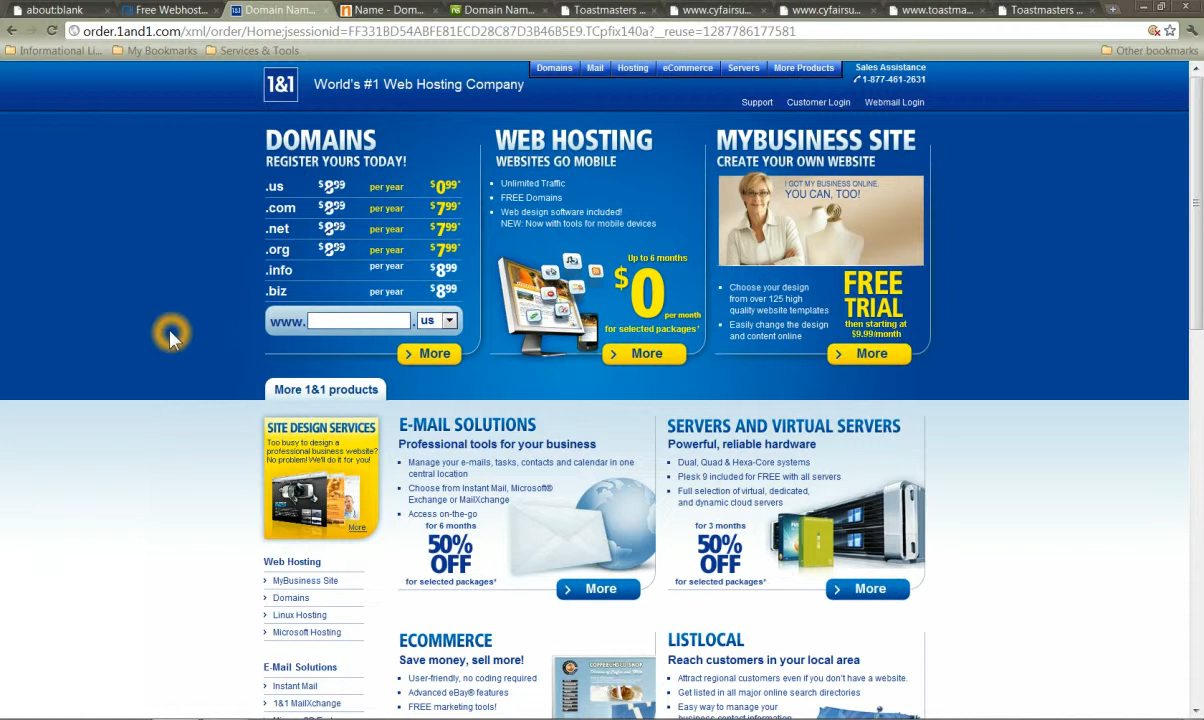 about:blank
Free Webhost...
Domain Nam...
Name - Dom...
Domain Nam...
Toastmasters ...
www.cyfairsu...
www.cyfairsu...
www.toastma...
Toastmasters ...
order.1and1.com/xml/order/Home;jsessionid=FF331BD54ABFE81ECD28C87D3B46B5E9.TCpfix140a?__reuse=1287786177581
Informational Li...
My Bookmarks
Services & Tools
Other bookmarks
1&1
World's #1 Web Hosting Company
Domains
Mail
Hosting
eCommerce
Servers
More Products
Sales Assistance
1-877-461-2631
Support
Customer Login
Webmail Login
DOMAINS
REGISTER YOURS TODAY!
.us $8.99 per year $0.99*
.com $8.99 per year $7.99*
.net $8.99 per year $7.99*
.org $8.99 per year $7.99*
.info per year $8.99
.biz per year $8.99
www. . us
More
WEB HOSTING
WEBSITES GO MOBILE
Unlimited Traffic
FREE Domains
Web design software included!
NEW: Now with tools for mobile devices
Up to 6 months
$0
per month
for selected packages*
More
MYBUSINESS SITE
CREATE YOUR OWN WEBSITE
I GOT MY BUSINESS ONLINE.
YOU CAN, TOO!
Choose your design
from over 125 high
quality website templates
Easily change the design
and content online
FREE
TRIAL
then starting at
$9.99/month
More
More 1&1 products
SITE DESIGN SERVICES
Too busy to design a
professional business website?
No problem! We'll do it for you!
More
E-MAIL SOLUTIONS
Professional tools for your business
Manage your e-mails, tasks, contacts and calendar in one
central location
Choose from Instant Mail, Microsoft®
Exchange or MailXchange
Access on-the-go
for 6 months
50%
OFF
for selected packages*
More
SERVERS AND VIRTUAL SERVERS
Powerful, reliable hardware
Dual, Quad & Hexa-Core systems
Plesk 9 included for FREE with all servers
Full selection of virtual, dedicated,
and dynamic cloud servers
for 3 months
50%
OFF
for selected packages*
More
Web Hosting
MyBusiness Site
Domains
Linux Hosting
Microsoft Hosting
E-Mail Solutions
Instant Mail
1&1 MailXchange
ECOMMERCE
Save money, sell more!
User-friendly, no coding required
Advanced eBay® features
FREE marketing tools!
COFFEECHOCO SHOP
LISTLOCAL
Reach customers in your local area
Attract regional customers even if you don't have a website.
Get listed in all major online search directories
Easy way to manage your
business contact information